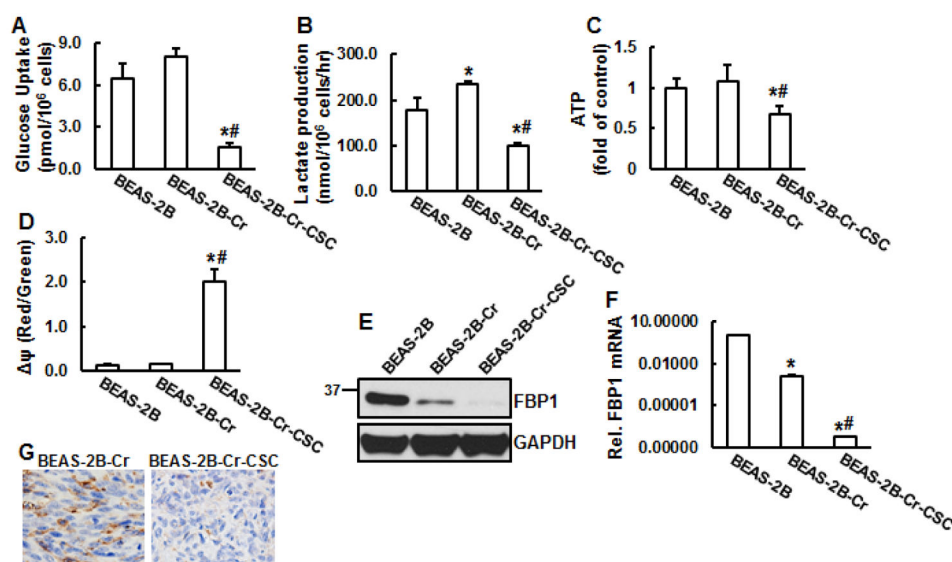 A
Glucose Uptake
(pmol/10⁶ cells)
9.0
6.0
3.0
0.0
*#
BEAS-2B
BEAS-2B-Cr
BEAS-2B-Cr-CSC
B
Lactate production
(nmol/10⁶ cells/hr)
300.0
200.0
100.0
0.0
*
*#
BEAS-2B
BEAS-2B-Cr
BEAS-2B-Cr-CSC
C
ATP
(fold of control)
1.5
1
0.5
0
*#
BEAS-2B
BEAS-2B-Cr
BEAS-2B-Cr-CSC
D
Δψ (Red/Green)
3.0
2.0
1.0
0.0
*#
BEAS-2B
BEAS-2B-Cr
BEAS-2B-Cr-CSC
E
BEAS-2B
BEAS-2B-Cr
BEAS-2B-Cr-CSC
37
FBP1
GAPDH
F
Rel. FBP1 mRNA
10.00000
0.01000
0.00001
0.00000
*
*#
BEAS-2B
BEAS-2B-Cr
BEAS-2B-Cr-CSC
G
BEAS-2B-Cr
BEAS-2B-Cr-CSC